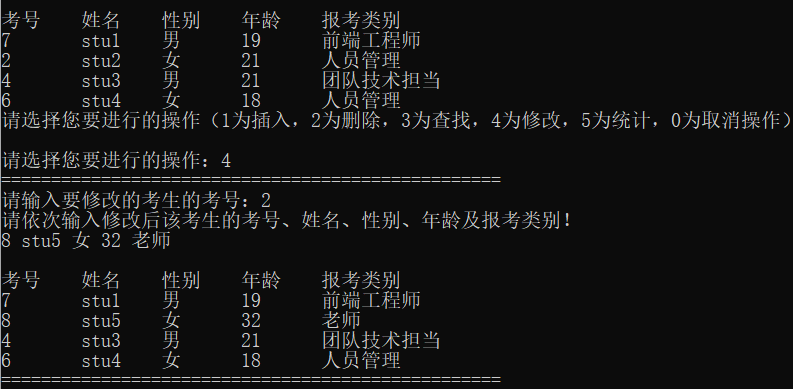 考号 姓名 性别 年龄 报考类别
7 stu1 男 19 前端工程师
2 stu2 女 21 人员管理
4 stu3 男 21 团队技术担当
6 stu4 女 18 人员管理
请选择您要进行的操作（1为插入，2为删除，3为查找，4为修改，5为统计，0为取消操作）
请选择您要进行的操作：4
==================================================
请输入要修改的考生的考号：2
请依次输入修改后该考生的考号、姓名、性别、年龄及报考类别！
8 stu5 女 32 老师
考号 姓名 性别 年龄 报考类别
7 stu1 男 19 前端工程师
8 stu5 女 32 老师
4 stu3 男 21 团队技术担当
6 stu4 女 18 人员管理
==================================================